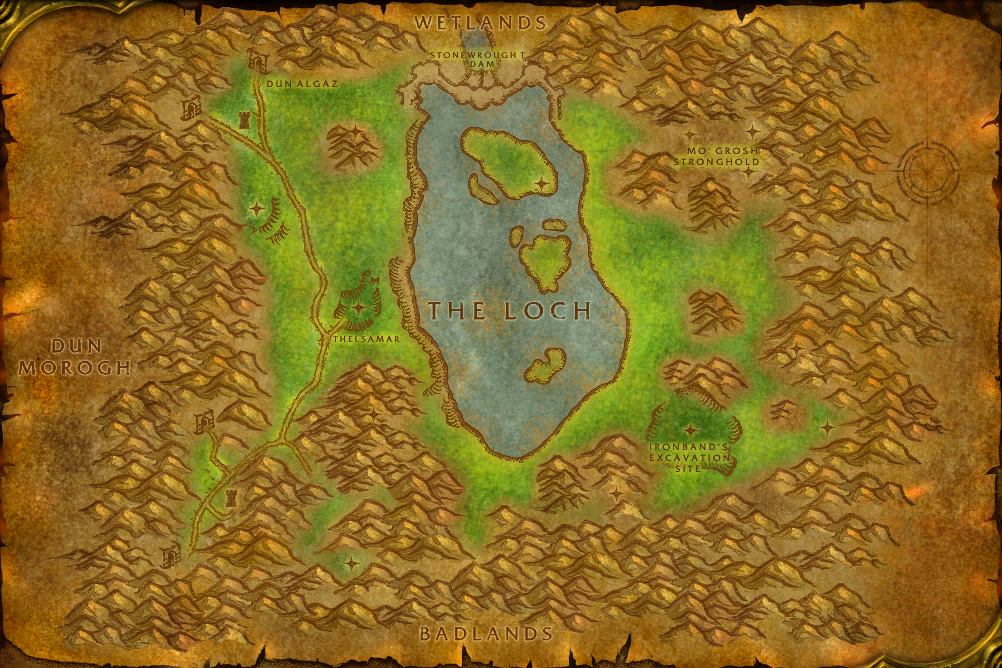 WETLANDS
STONEWROUGHT
DAM
DUN ALGAZ
MO'GROSH
STRONGHOLD
THE LOCH
THELSAMAR
DUN
MOROGH
IRONBAND'S
EXCAVATION
SITE
BADLANDS